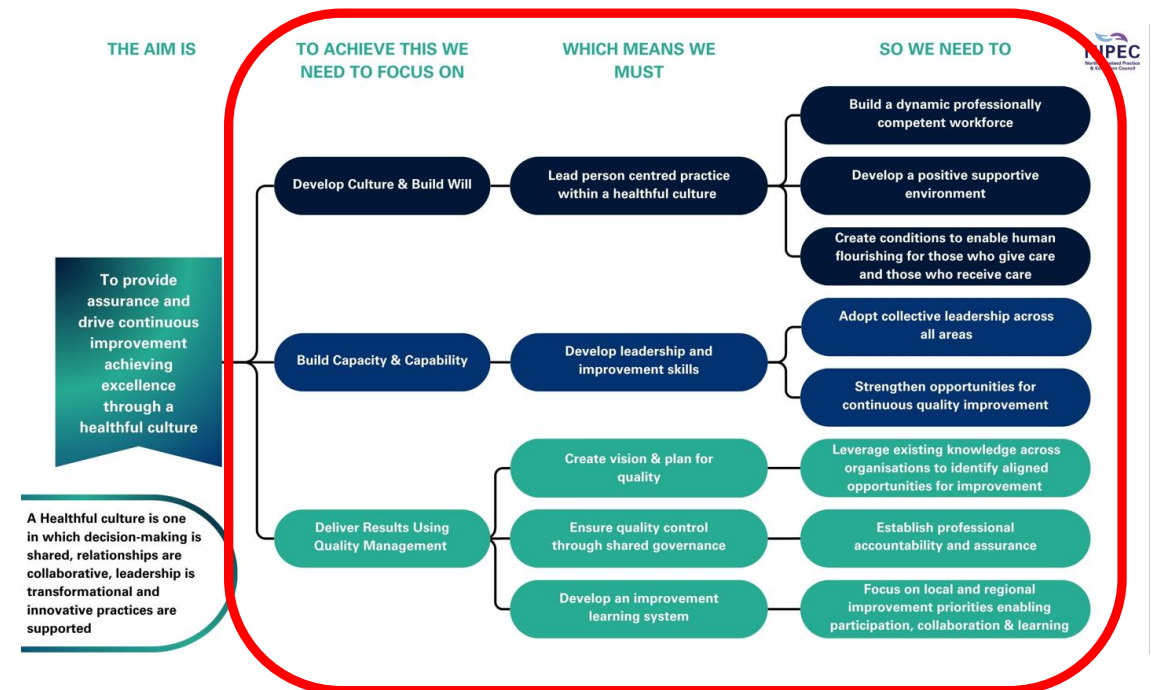 THE AIM IS
TO ACHIEVE THIS WE
NEED TO FOCUS ON
WHICH MEANS WE
MUST
SO WE NEED TO
NIPEC
Northern Ireland Practice
& Education Council
To provide
assurance and
drive continuous
improvement
achieving
excellence
through a
healthful culture
A Healthful culture is one
in which decision-making is
shared, relationships are
collaborative, leadership is
transformational and
innovative practices are
supported
Develop Culture & Build Will
Lead person centred practice
within a healthful culture
Build a dynamic professionally
competent workforce
Develop a positive supportive
environment
Create conditions to enable human
flourishing for those who give care
and those who receive care
Build Capacity & Capability
Develop leadership and
improvement skills
Adopt collective leadership across
all areas
Strengthen opportunities for
continuous quality improvement
Deliver Results Using
Quality Management
Create vision & plan for
quality
Leverage existing knowledge across
organisations to identify aligned
opportunities for improvement
Ensure quality control
through shared governance
Establish professional
accountability and assurance
Develop an improvement
learning system
Focus on local and regional
improvement priorities enabling
participation, collaboration & learning